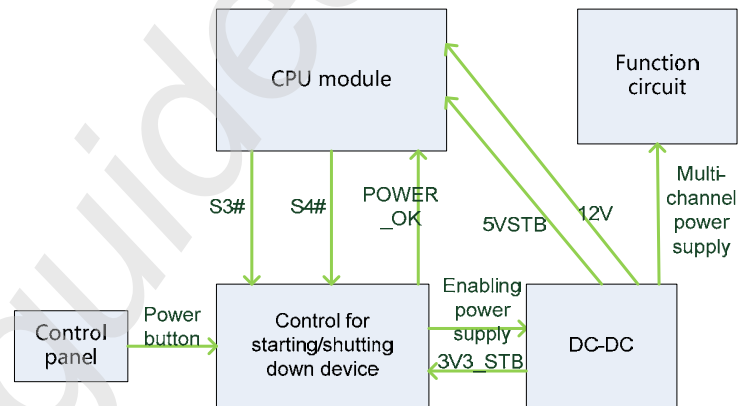 CPU module
Function
circuit
S3#
S4#
POWER
_OK
5VSTB
12V
Multi-
channel
power
supply
Control
panel
Power
button
Control for
starting/shutting
down device
Enabling
power
supply
3V3_STB
DC-DC
guide